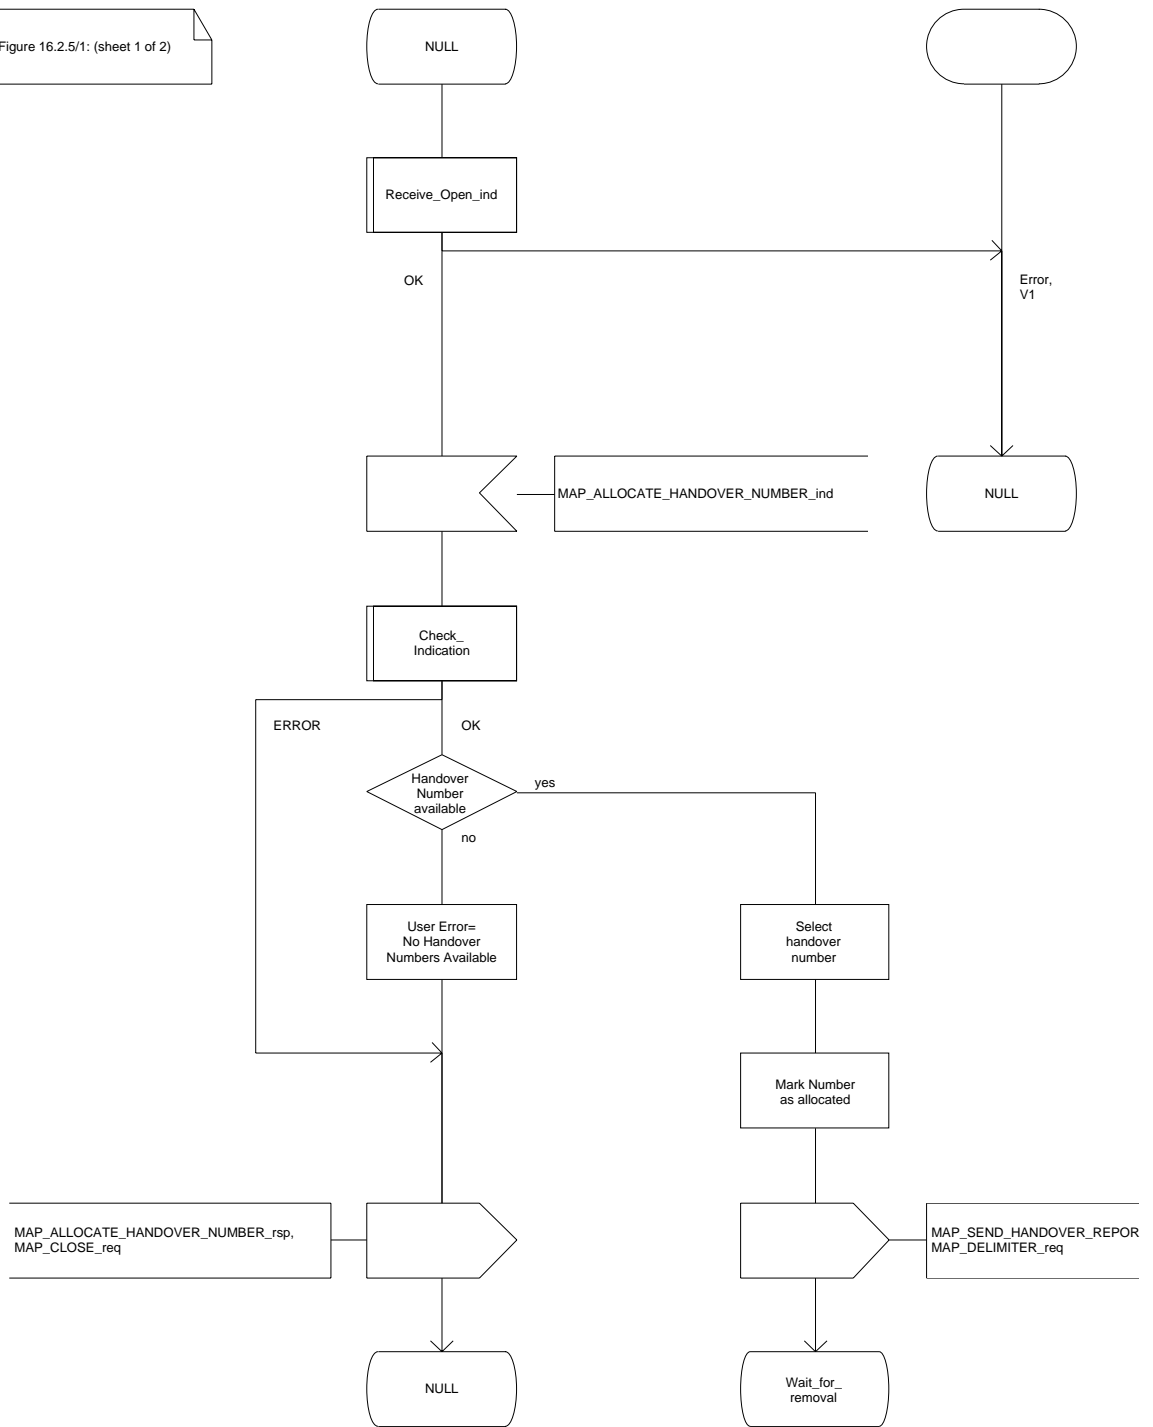 Figure 16.2.5/1: (sheet 1 of 2)
NULL
Receive_Open_ind
OK
Error,
V1
MAP_ALLOCATE_HANDOVER_NUMBER_ind
NULL
Check_
Indication
ERROR
OK
Handover
Number
available
yes
no
User Error=
No Handover
Numbers Available
Select
handover
number
Mark Number
as allocated
MAP_ALLOCATE_HANDOVER_NUMBER_rsp,
MAP_CLOSE_req
MAP_SEND_HANDOVER_REPOR
MAP_DELIMITER_req
NULL
Wait_for_
removal